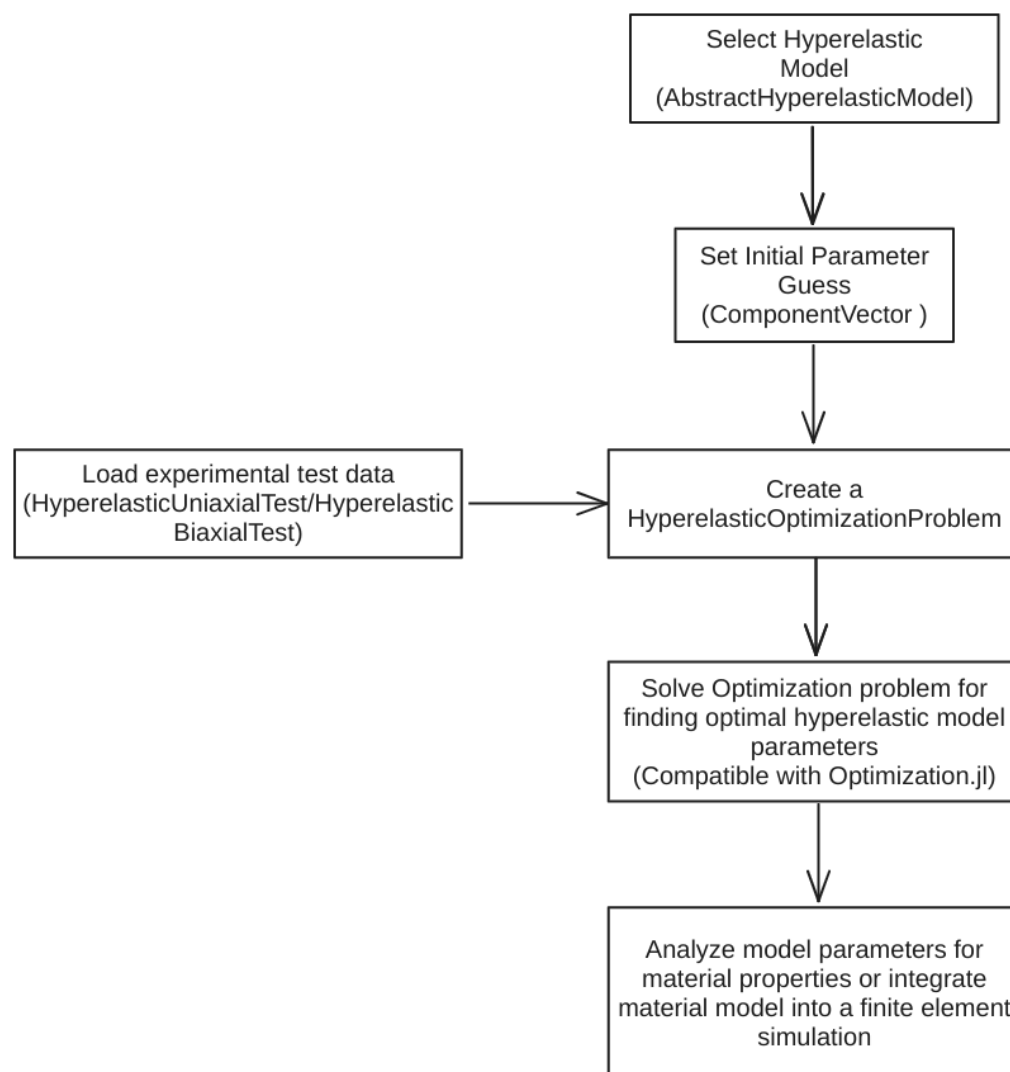 Select Hyperelastic
Model
(AbstractHyperelasticModel)
Set Initial Parameter
Guess
(ComponentVector )
Load experimental test data
(HyperelasticUniaxialTest/Hyperelastic
BiaxialTest)
Create a
HyperelasticOptimizationProblem
Solve Optimization problem for
finding optimal hyperelastic model
parameters
(Compatible with Optimization.jl)
Analyze model parameters for
material properties or integrate
material model into a finite element
simulation